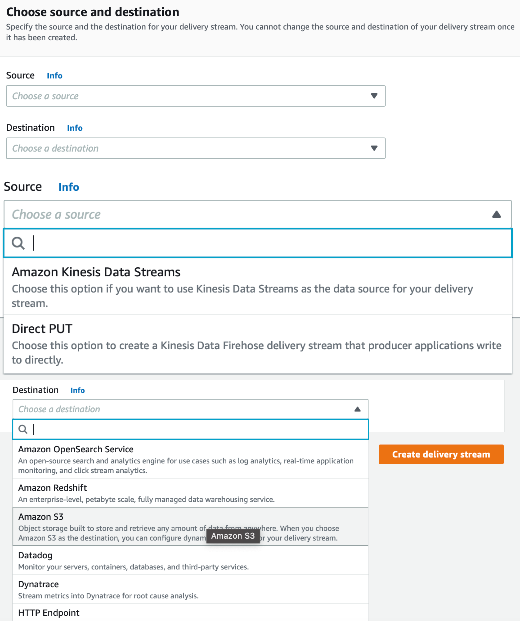 Choose source and destination
Specify the source and the destination for your delivery stream. You cannot change the source and destination of your delivery stream once
it has been created.
Source Info
Choose a source
Destination Info
Choose a destination
Source Info
Choose a source
Amazon Kinesis Data Streams
Choose this option if you want to use Kinesis Data Streams as the data source for your delivery
stream.
Direct PUT
Choose this option to create a Kinesis Data Firehose delivery stream that producer applications write
to directly.
Destination Info
Choose a destination
Amazon OpenSearch Service
An open-source search and analytics engine for use cases such as log analytics, real-time application
monitoring, and click stream analytics.
Create delivery stream
Amazon Redshift
An enterprise-level, petabyte scale, fully managed data warehousing service.
Amazon S3
Object storage built to store and retrieve any amount of data from anywhere. When you choose
Amazon S3 as the destination, you can configure for your delivery stream.
Amazon S3
Datadog
Monitor your servers, containers, databases, and third-party services.
Dynatrace
Stream metrics into Dynatrace for root cause analysis.
HTTP Endpoint